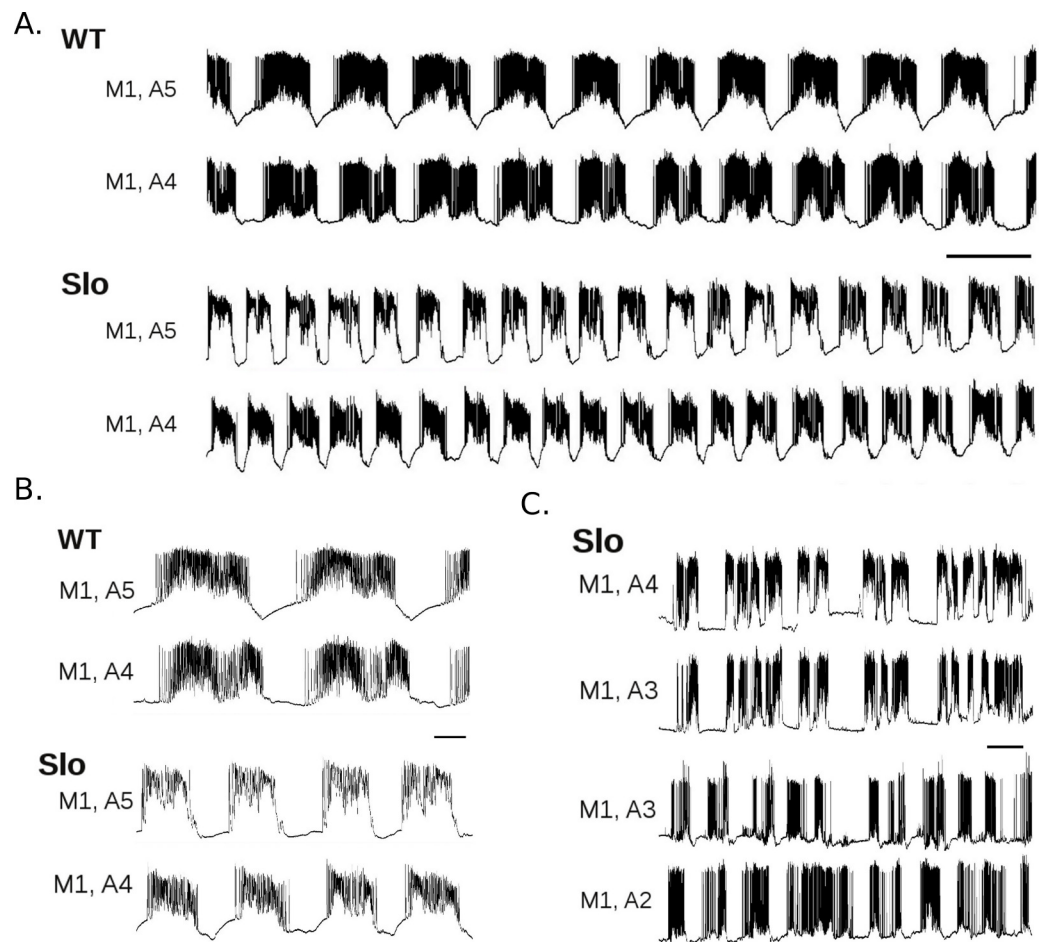 A.
WT
M1, A5
M1, A4
Slo
M1, A5
M1, A4
B.
WT
M1, A5
M1, A4
Slo
M1, A5
M1, A4
C.
Slo
M1, A4
M1, A3
M1, A3
M1, A2